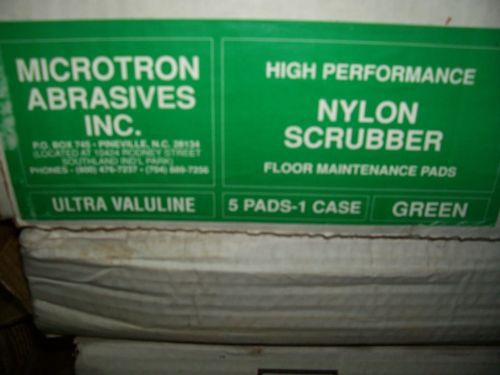 MICROTRON
ABRASIVES
INC.
P.O. BOX 745 • PINEVILLE, N.C. 28134
(LOCATED AT 10424 RODNEY STREET
SOUTHLAND IND'L PARK)
PHONES • (800) 476-7237 • (704) 889-7256
HIGH PERFORMANCE
NYLON
SCRUBBER
FLOOR MAINTENANCE PADS
ULTRA VALULINE
5 PADS-1 CASE
GREEN